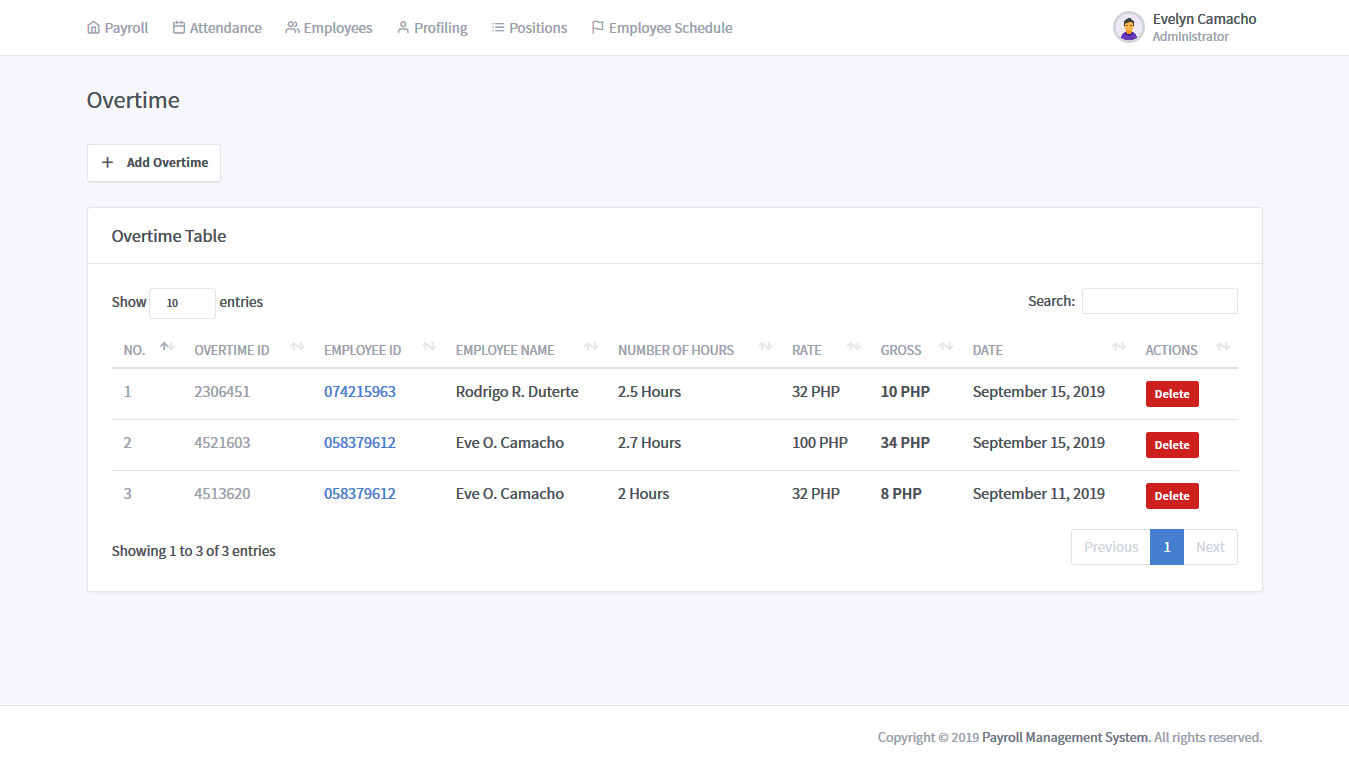 Payroll Attendance Employees Profiling Positions Employee Schedule
Evelyn Camacho
Administrator
Overtime
Add Overtime
Overtime Table
Show 10 entries Search:
NO. OVERTIME ID EMPLOYEE ID EMPLOYEE NAME NUMBER OF HOURS RATE GROSS DATE ACTIONS
1 2306451 074215963 Rodrigo R. Duterte 2.5 Hours 32 PHP 10 PHP September 15, 2019 Delete
2 4521603 058379612 Eve O. Camacho 2.7 Hours 100 PHP 34 PHP September 15, 2019 Delete
3 4513620 058379612 Eve O. Camacho 2 Hours 32 PHP 8 PHP September 11, 2019 Delete
Showing 1 to 3 of 3 entries Previous 1 Next
Copyright © 2019 Payroll Management System. All rights reserved.